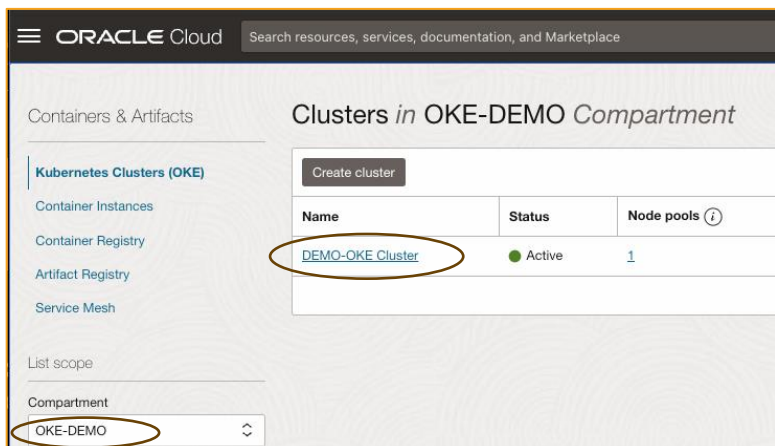 ORACLE Cloud
Search resources, services, documentation, and Marketplace
Containers & Artifacts
Kubernetes Clusters (OKE)
Container Instances
Container Registry
Artifact Registry
Service Mesh
List scope
Compartment
OKE-DEMO
Clusters in OKE-DEMO Compartment
Create cluster
Name Status Node pools i
DEMO-OKE Cluster Active 1